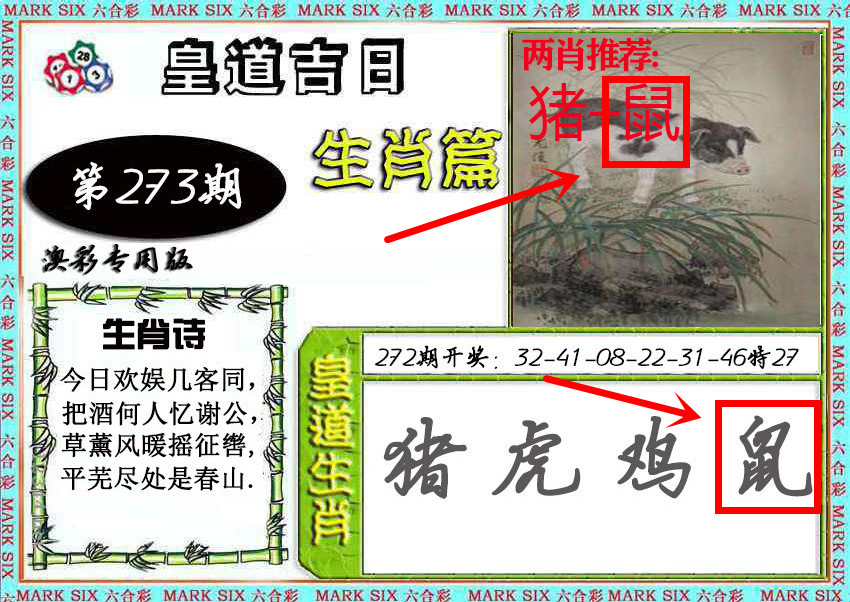 MARK SIX 六合彩 MARK SIX 六合彩 MARK SIX 六合彩 MARK SIX 六合彩 MARK SIX 六合彩 MARK SIX 六合彩
皇道吉日
生肖篇
28
1
3
第273期
澳彩专用版
两肖推荐:
猪+鼠
生肖诗
今日欢娱几客同，
把酒何人忆谢公，
草薰风暖摇征辔，
平芜尽处是春山.
272期开奖：32-41-08-22-31-46特27
皇道生肖
猪 虎 鸡 鼠
MARK SIX 六合彩 MARK SIX 六合彩 MARK SIX 六合彩 MARK SIX 六合彩 MARK SIX 六合彩